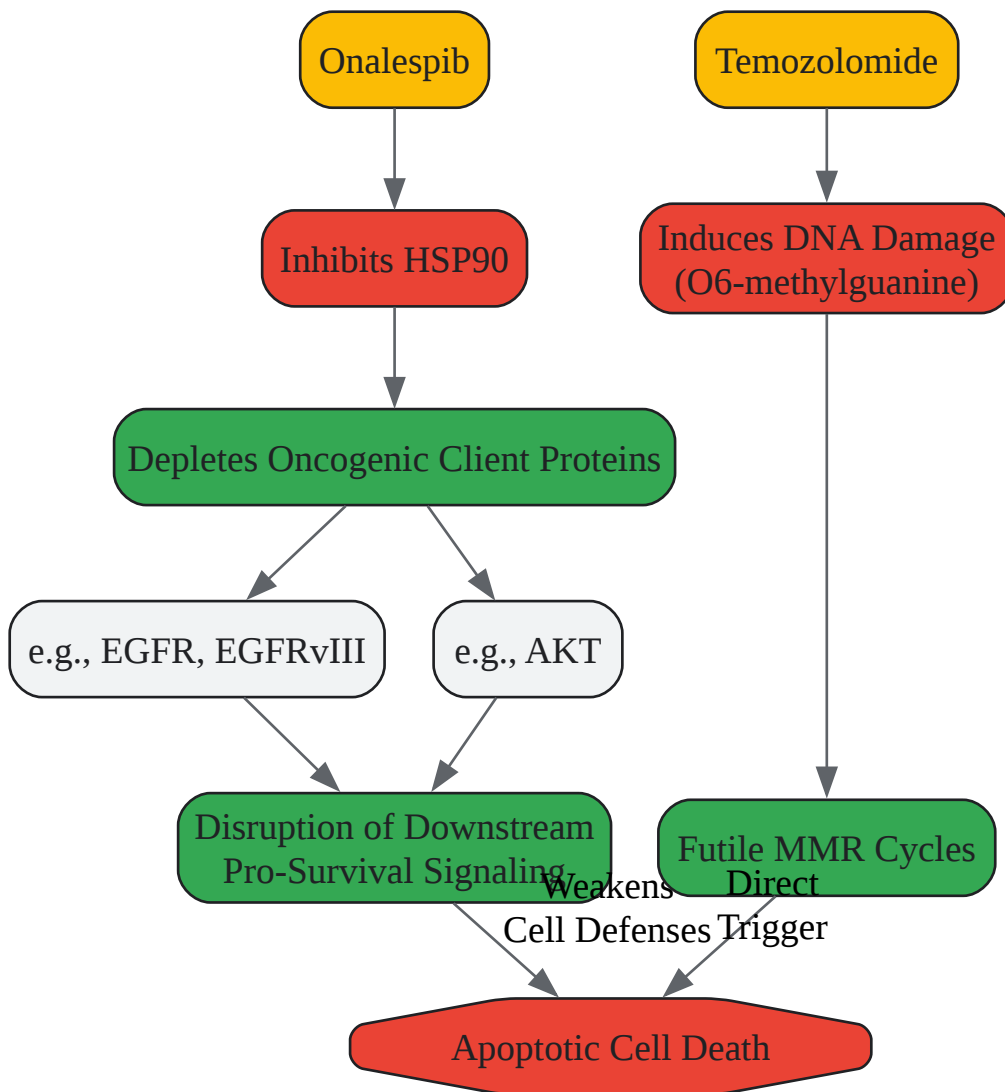 Onalespib
Temozolomide
Inhibits HSP90
Induces DNA Damage
(O6-methylguanine)
Depletes Oncogenic Client Proteins
e.g., EGFR, EGFRvIII
e.g., AKT
Disruption of Downstream
Pro-Survival Signaling
Futile MMR Cycles
Weakens
Cell Defenses
Direct
Trigger
Apoptotic Cell Death